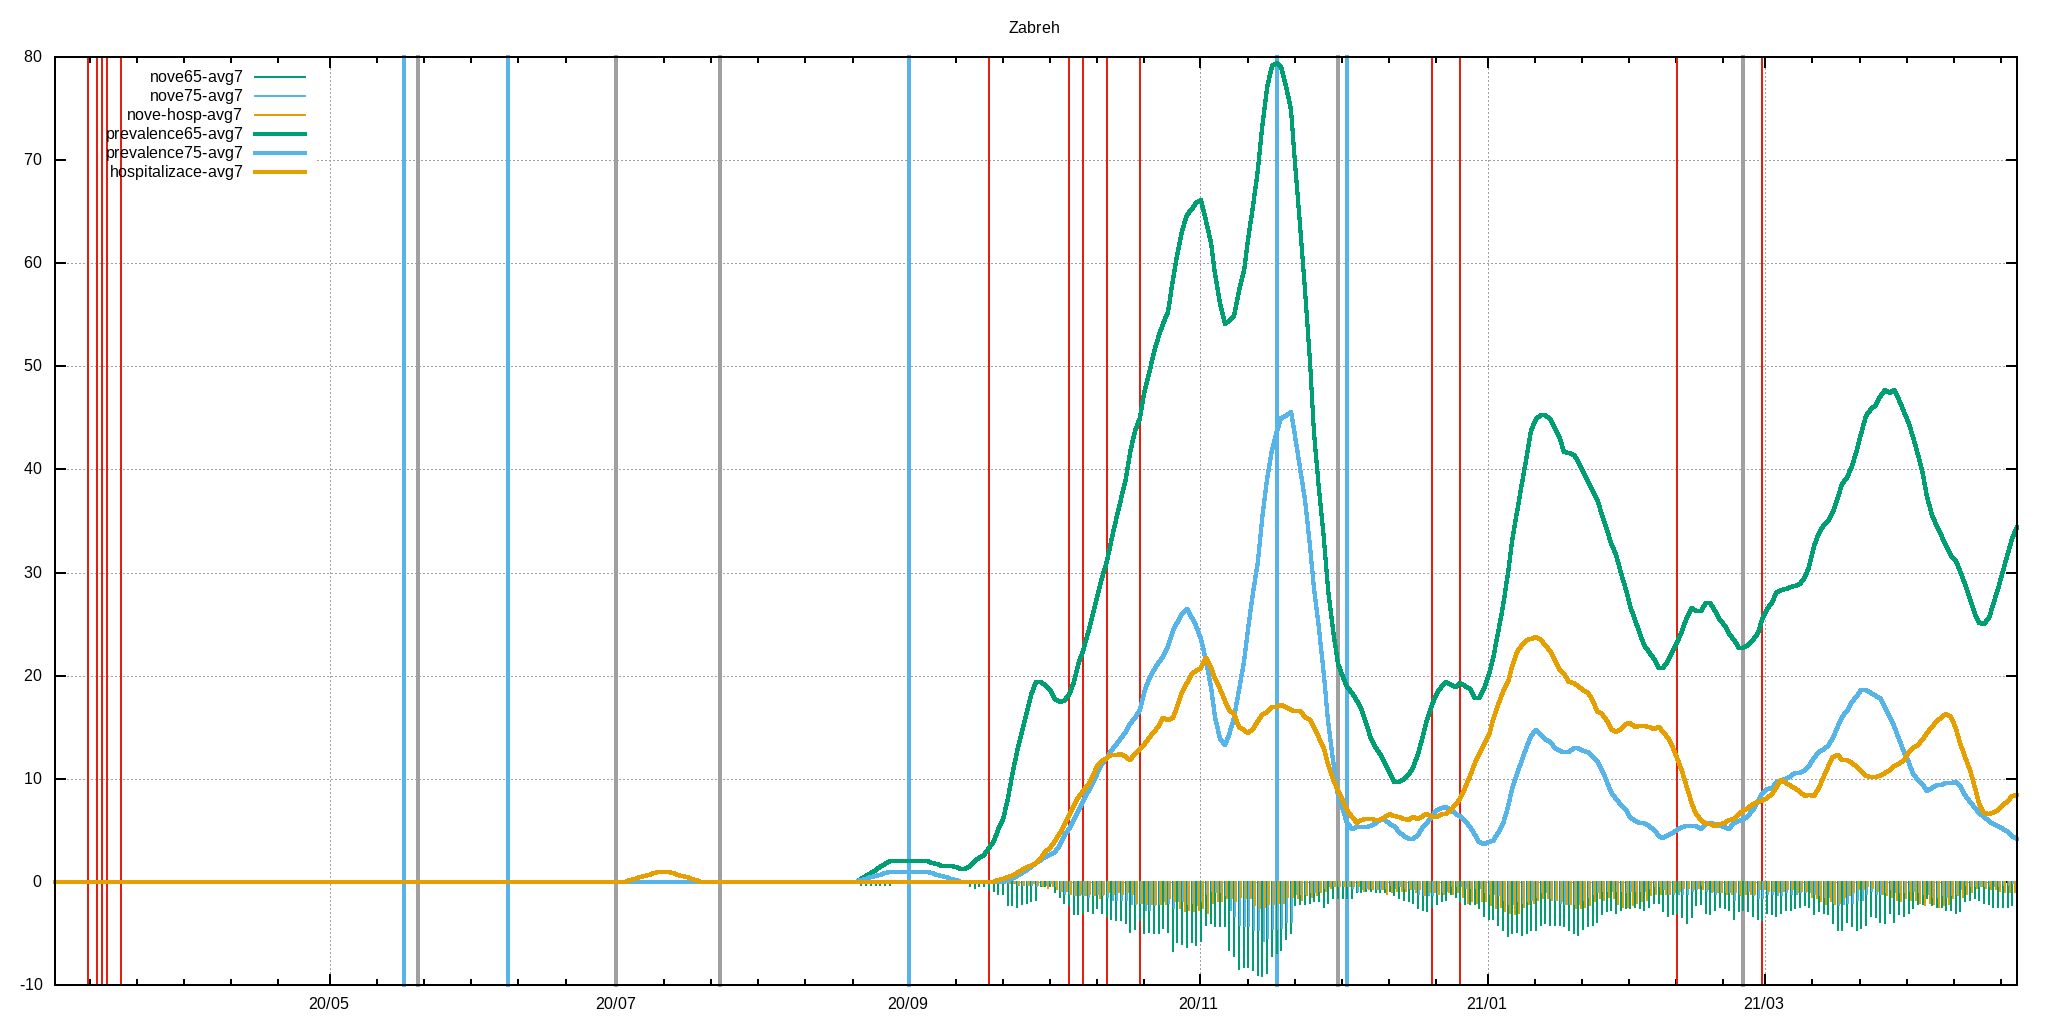 Zabreh
80
nove65-avg7
nove75-avg7
nove-hosp-avg7
prevalence65-avg7
prevalence75-avg7
hospitalizace-avg7
70
60
50
40
30
20
10
0
-10
20/05 20/07 20/09 20/11 21/01 21/03